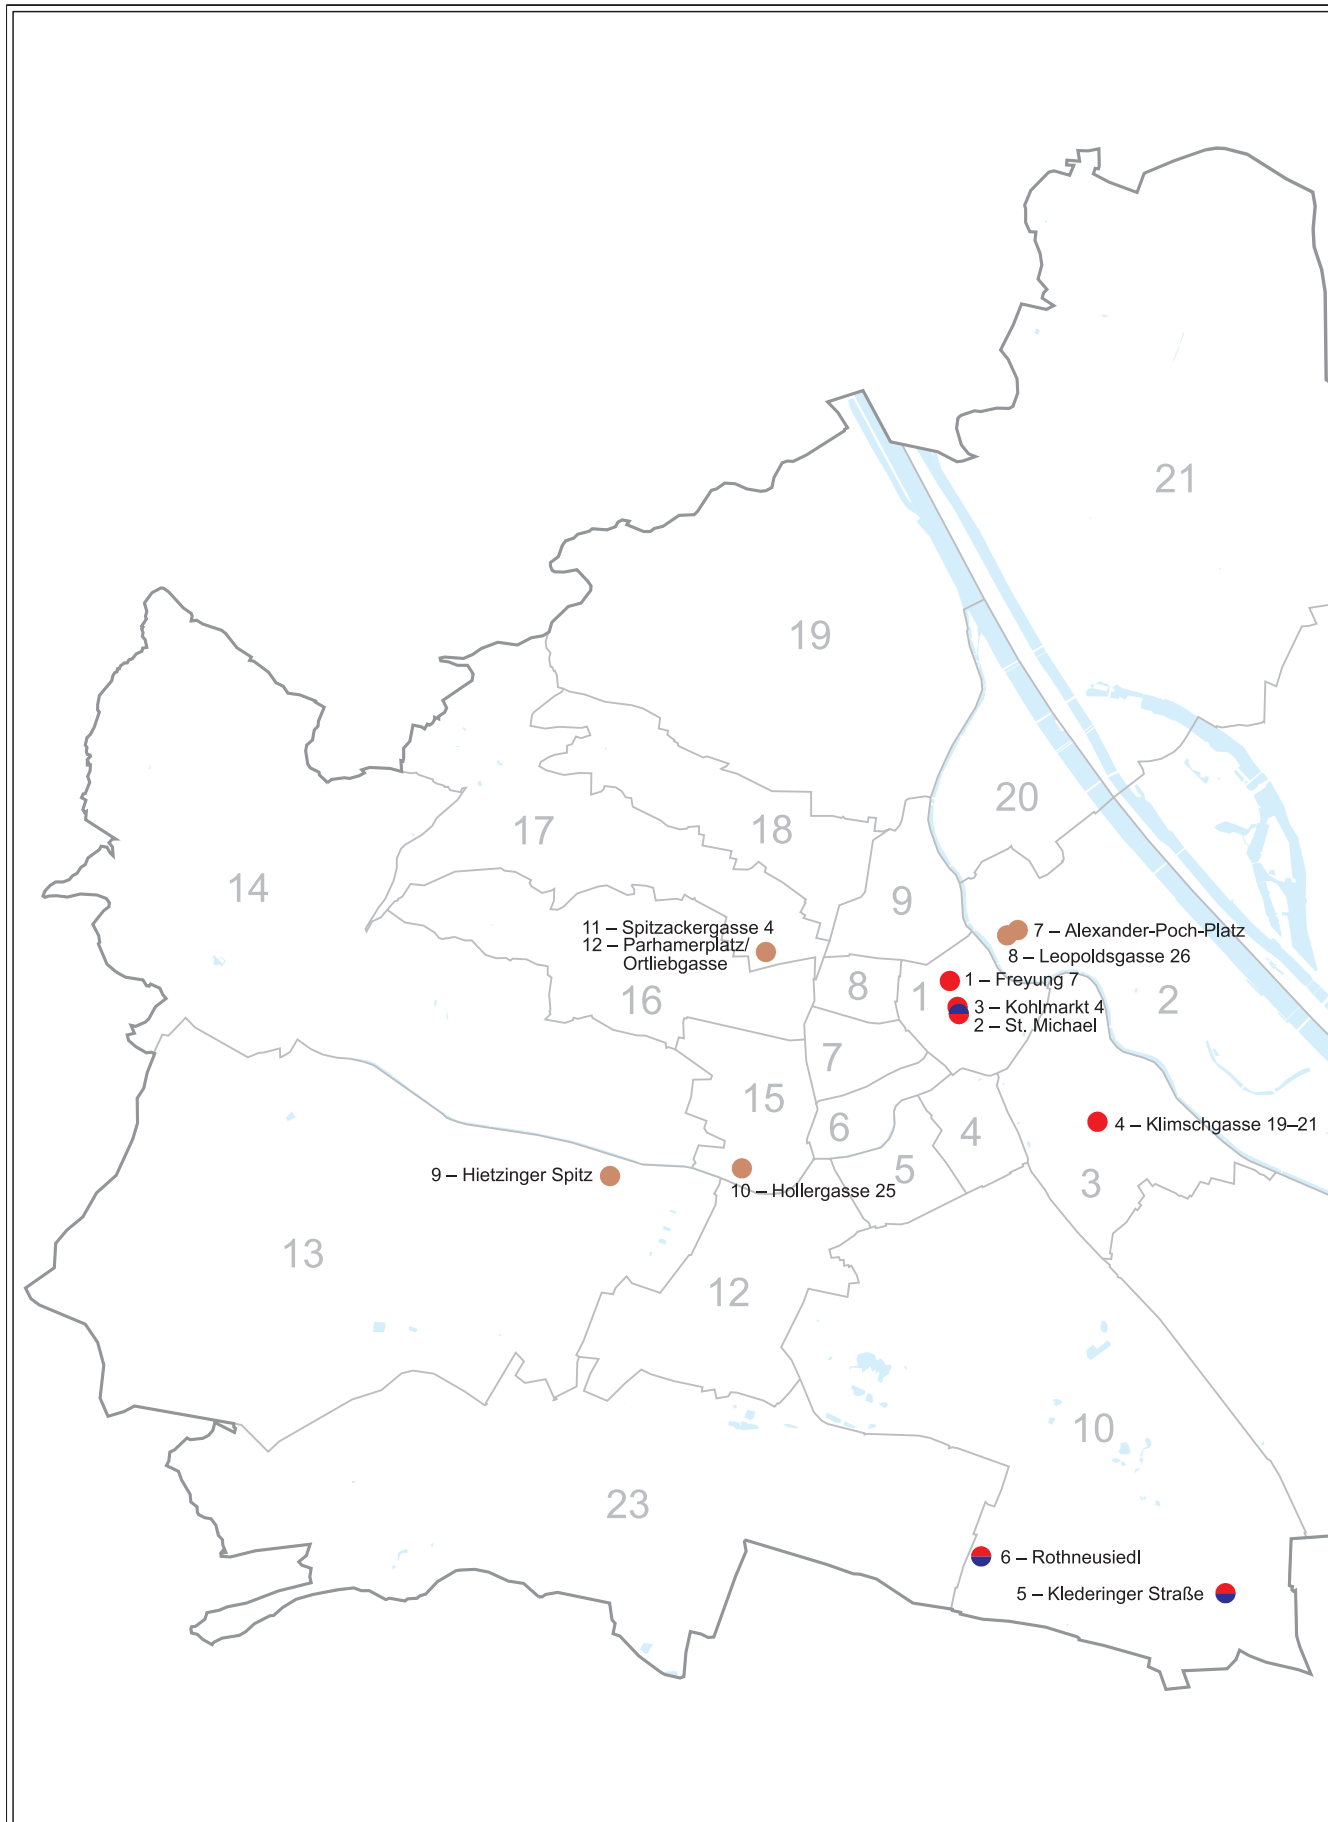 21
19
20
18
17
14
9
11 – Spitzackergasse 4
12 – Parhamerplatz/
Ortliebgasse
7 – Alexander-Poch-Platz
8 – Leopoldsgasse 26
1 – Freyung 7
8
1
2
16
3 – Kohlmarkt 4
2 – St. Michael
7
15
6
4
4 – Klimschgasse 19–21
9 – Hietzinger Spitz
10 – Hollergasse 25
5
3
13
12
10
23
6 – Rothneusiedl
5 – Klederinger Straße